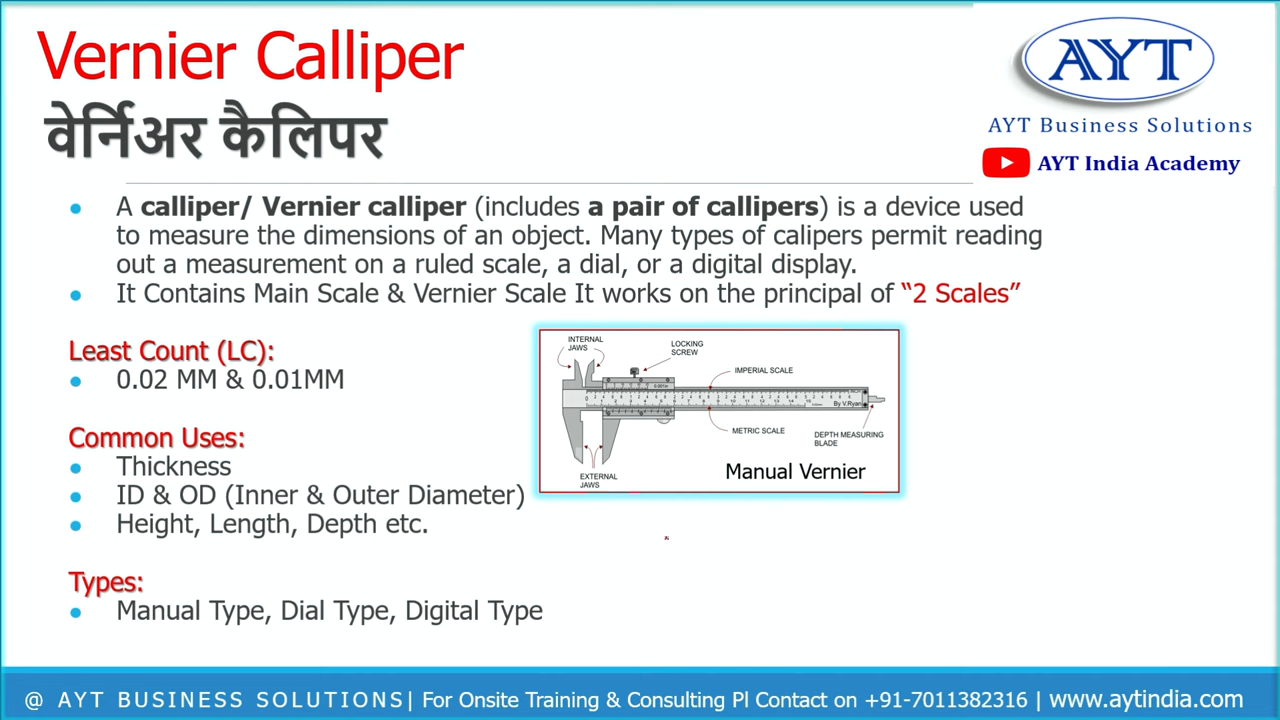 Vernier Calliper
वेर्निअर कैलिपर
AYT
AYT Business Solutions
AYT India Academy
A calliper/ Vernier calliper (includes a pair of callipers) is a device used
to measure the dimensions of an object. Many types of calipers permit reading
out a measurement on a ruled scale, a dial, or a digital display.
It Contains Main Scale & Vernier Scale It works on the principal of “2 Scales”
Least Count (LC):
0.02 MM & 0.01MM
Common Uses:
Thickness
ID & OD (Inner & Outer Diameter)
Height, Length, Depth etc.
Types:
Manual Type, Dial Type, Digital Type
INTERNAL
JAWS
LOCKING
SCREW
IMPERIAL SCALE
By V.Ryan
METRIC SCALE
DEPTH MEASURING
BLADE
EXTERNAL
JAWS
Manual Vernier
@ AYT BUSINESS SOLUTIONS| For Onsite Training & Consulting Pl Contact on +91-7011382316 | www.aytindia.com